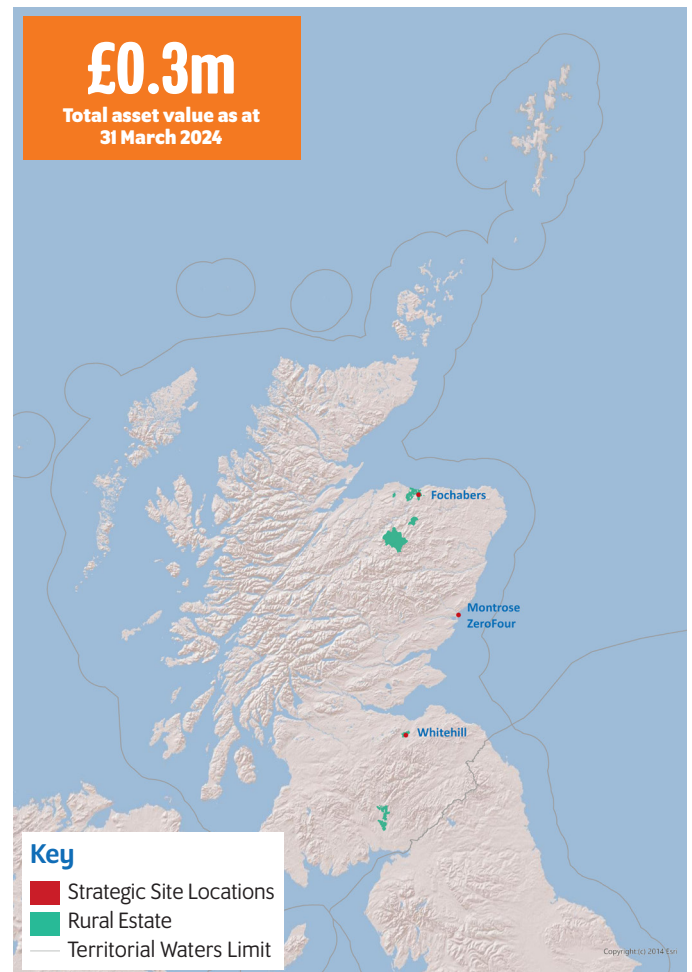 £0.3m
Total asset value as at
31 March 2024
Fochabers
Montrose
ZeroFour
Whitehill
Key
Strategic Site Locations
Rural Estate
Territorial Waters Limit
Copyright (c) 2014 Esri